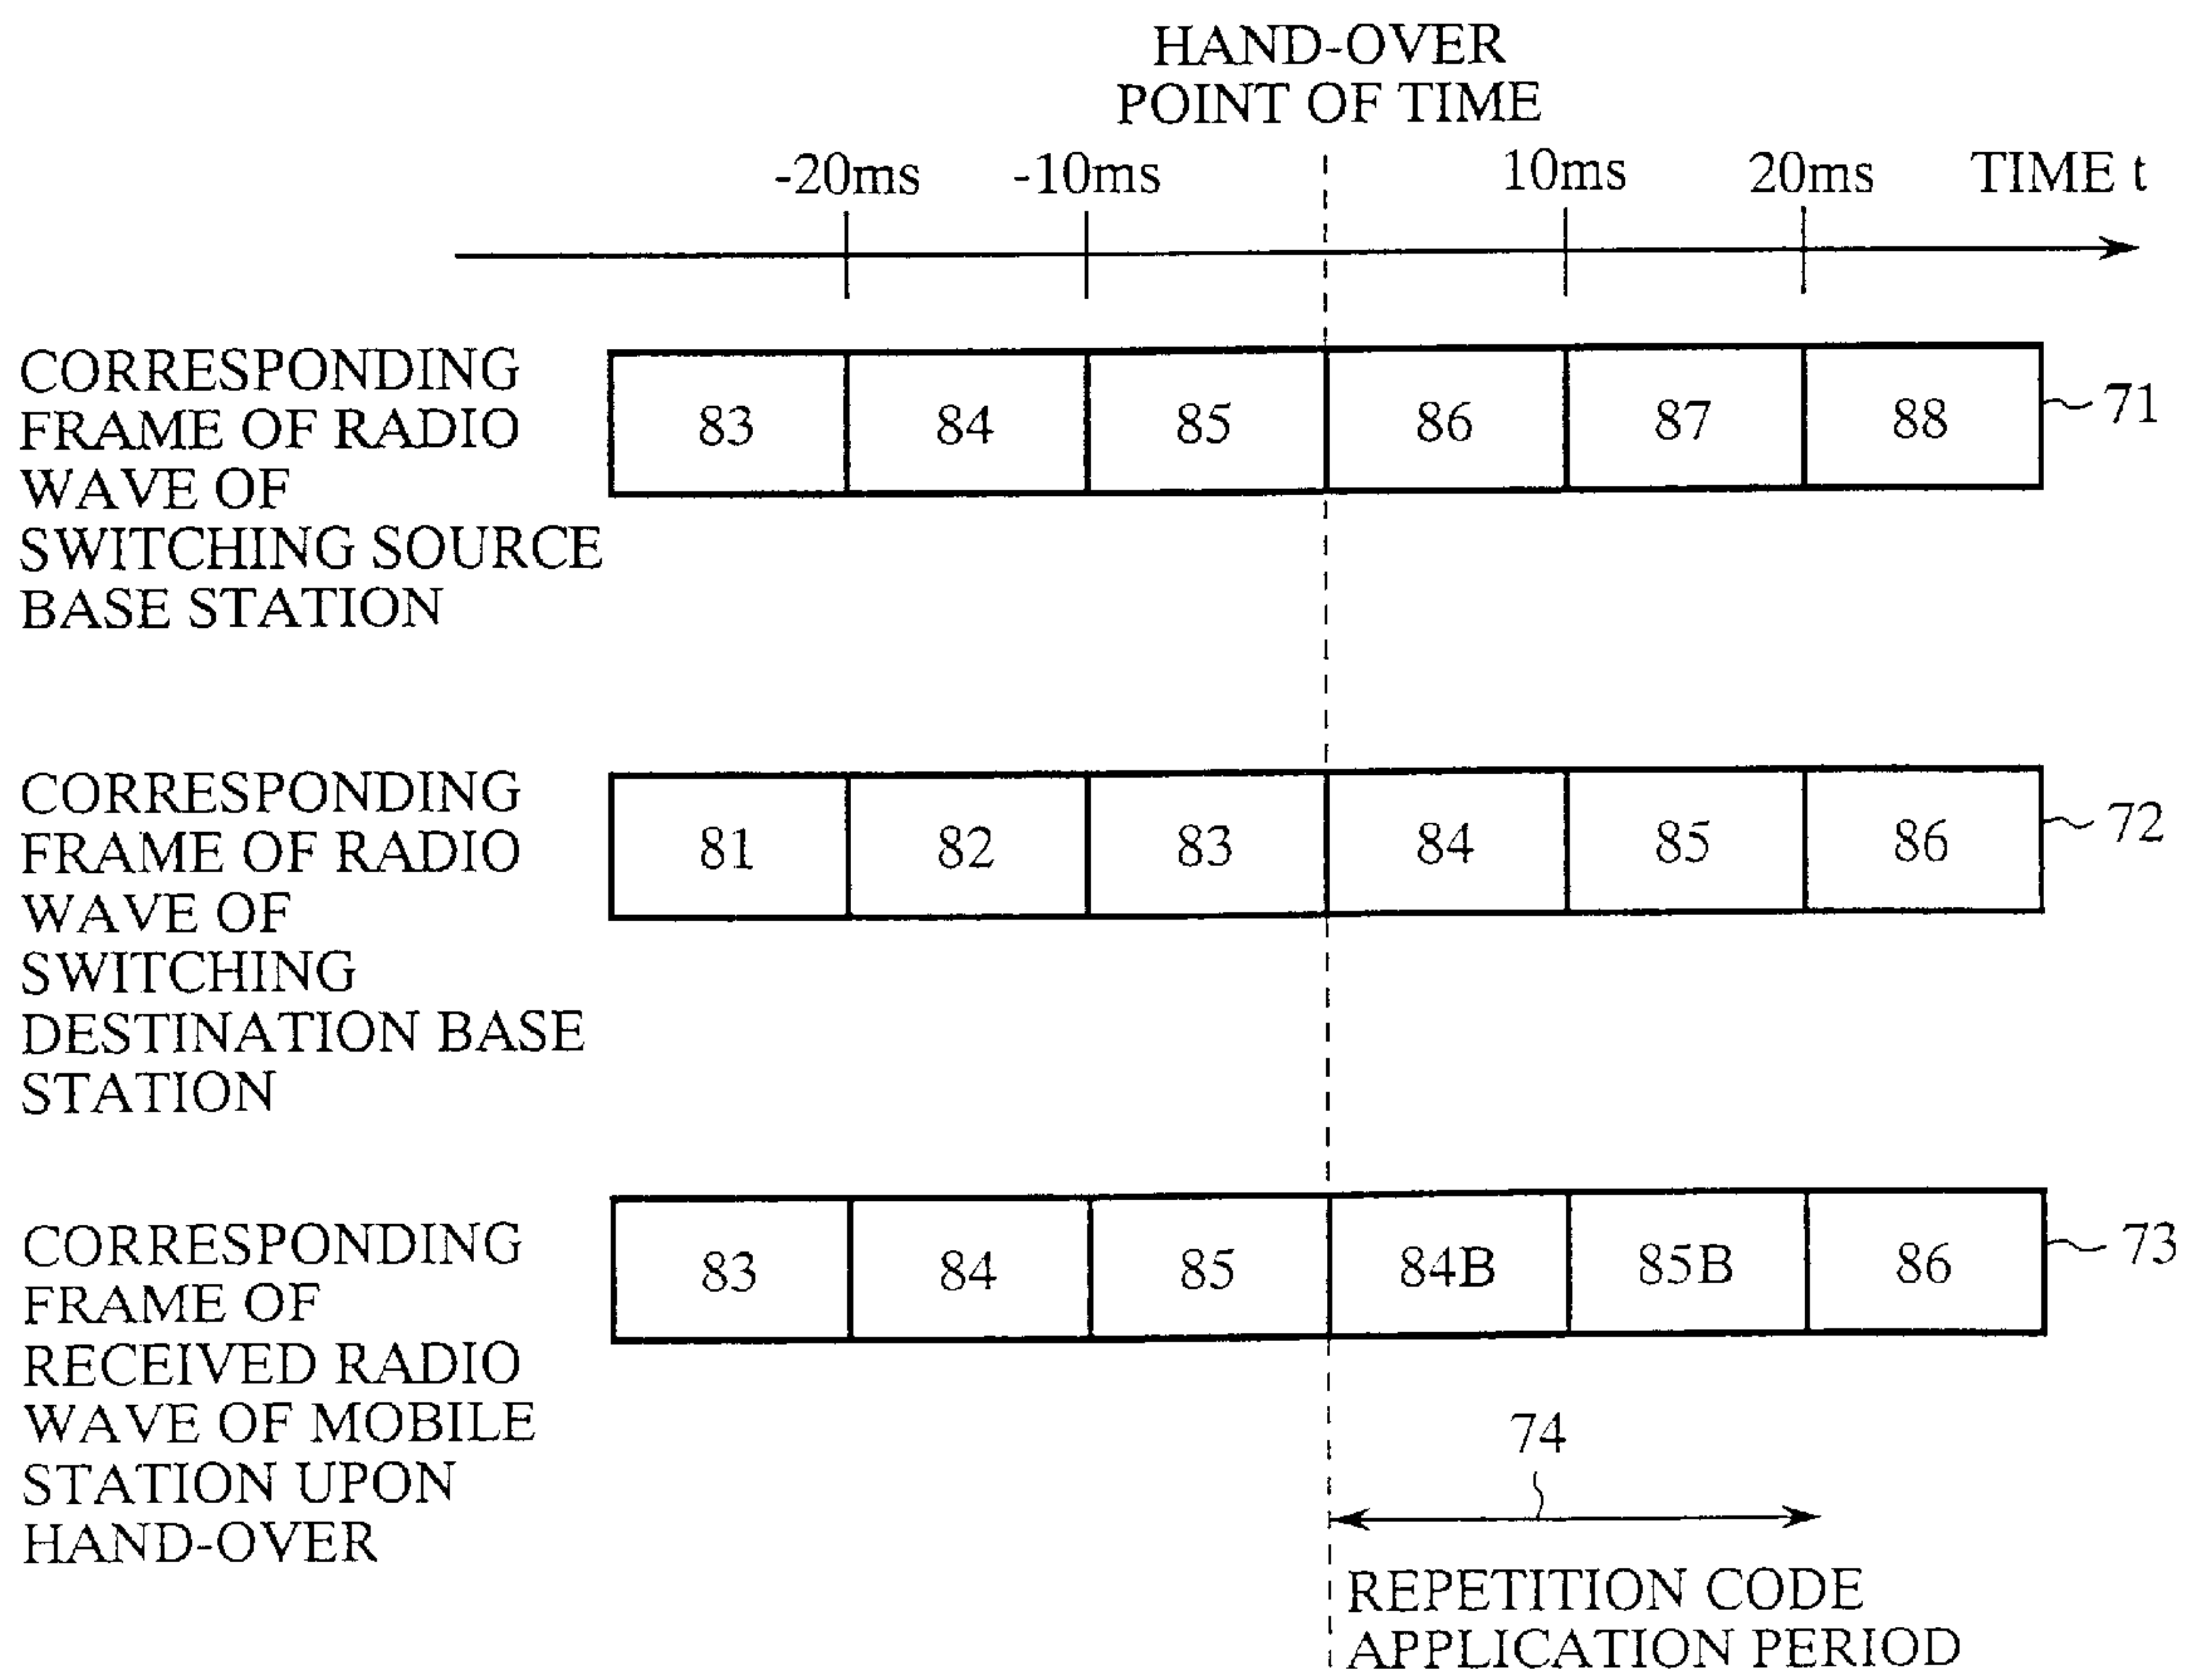 HAND-OVER
POINT OF TIME
-20ms -10ms 10ms 20ms TIME t
CORRESPONDING
FRAME OF RADIO
WAVE OF
SWITCHING SOURCE
BASE STATION
83 84 85 86 87 88 71
CORRESPONDING
FRAME OF RADIO
WAVE OF
SWITCHING
DESTINATION BASE
STATION
81 82 83 84 85 86 72
CORRESPONDING
FRAME OF
RECEIVED RADIO
WAVE OF MOBILE
STATION UPON
HAND-OVER
83 84 85 84B 85B 86 73
74
REPETITION CODE
APPLICATION PERIOD